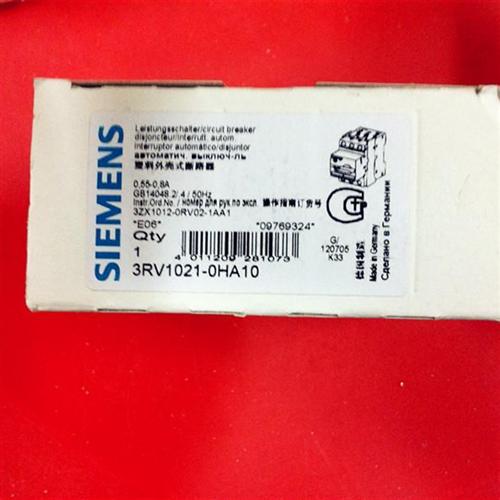 SIEMENS
Leistungsschalter/circuit breaker
disjoncteur/interrutt. autom.
interruptor automático/disjuntor
автоматич. выключ-ль
塑料外壳式断路器
0,55-0,8A
GB14048.2/.4 / 50Hz
Instr.Ord.No. / номер для рук.по эксп. 操作指南订货号
3ZX1012-0RV02-1AA1
"E06" "09769324"
Qty
1
4 011209 281073
3RV1021-0HA10
G/
120705
K33
德国制造
Made in Germany
Сделано в Германии